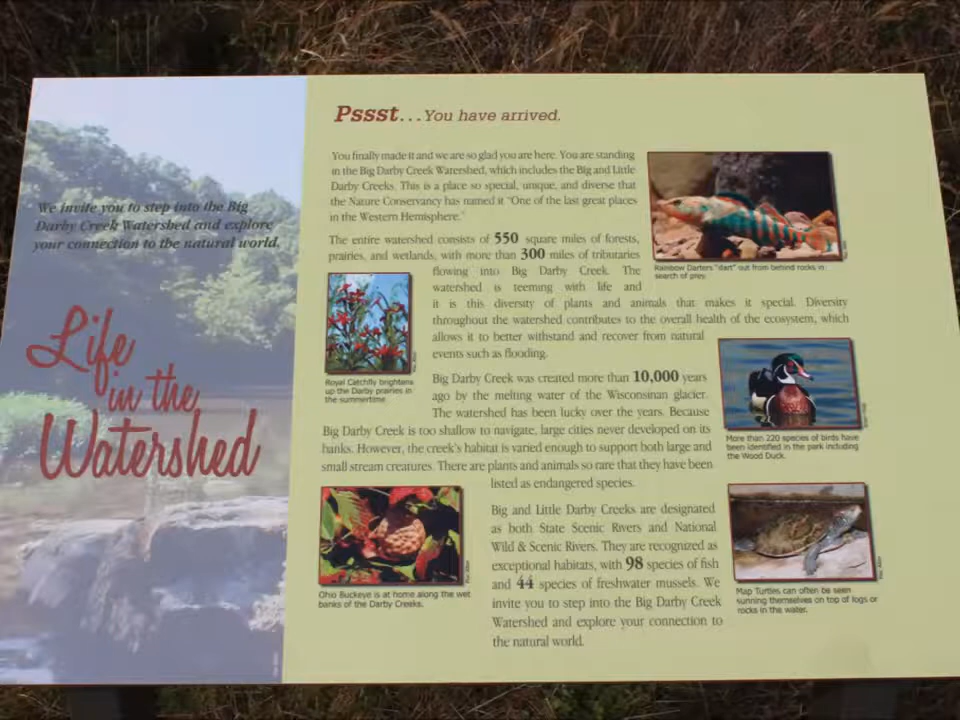 We invite you to step into the Big
Darby Creek Watershed and explore
your connection to the natural world.
Life
in the
Watershed
Pssst...You have arrived.
You finally made it and we are so glad you are here. You are standing
in the Big Darby Creek Watershed, which includes the Big and Little
Darby Creeks. This is a place so special, unique, and diverse that
the Nature Conservancy has named it "One of the last great places
in the Western Hemisphere."
The entire watershed consists of 550 square miles of forests,
prairies, and wetlands, with more than 300 miles of tributaries
flowing into Big Darby Creek. The
watershed is teeming with life and
it is this diversity of plants and animals that makes it special. Diversity
throughout the watershed contributes to the overall health of the ecosystem, which
allows it to better withstand and recover from natural
events such as flooding.
Big Darby Creek was created more than 10,000 years
ago by the melting water of the Wisconsinan glacier.
The watershed has been lucky over the years. Because
Big Darby Creek is too shallow to navigate, large cities never developed on its
banks. However, the creek's habitat is varied enough to support both large and
small stream creatures. There are plants and animals so rare that they have been
listed as endangered species.
Big and Little Darby Creeks are designated
as both State Scenic Rivers and National
Wild & Scenic Rivers. They are recognized as
exceptional habitats, with 98 species of fish
and 44 species of freshwater mussels. We
invite you to step into the Big Darby Creek
Watershed and explore your connection to
the natural world.
Royal Catchfly brightens
up the Darby prairies in
the summertime.
Ohio Buckeye is at home along the wet
banks of the Darby Creeks.
Rainbow Darters "dart" out from behind rocks in
search of prey.
More than 220 species of birds have
been identified in the park including
the Wood Duck.
Map Turtles can often be seen
sunning themselves on top of logs or
rocks in the water.